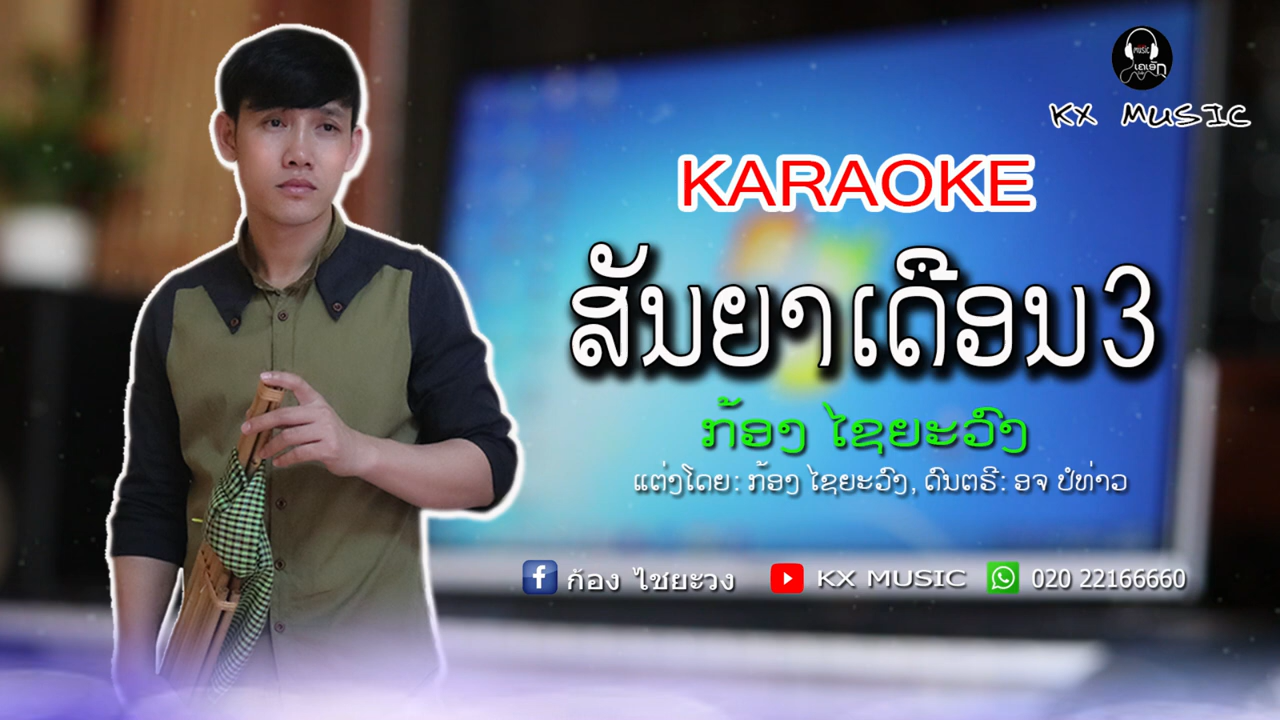 MUSIC
KX MUSIC
KARAOKE
ສັນຍາເດືອນ3
ກ້ອງ ໄຊຍະວົງ
ແຕ່ງໂດຍ: ກ້ອງ ໄຊຍະວົງ, ດົນຕຣີ: ອຈ ປໍທ່າວ
ก้อง ไชยะวง
KX MUSIC
020 22166660